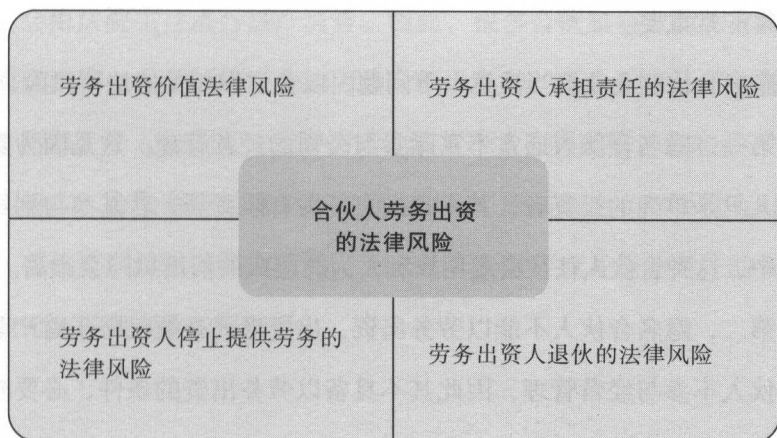 劳务出资价值法律风险
劳务出资人承担责任的法律风险
合伙人劳务出资
的法律风险
劳务出资人停止提供劳务的
法律风险
劳务出资人退伙的法律风险